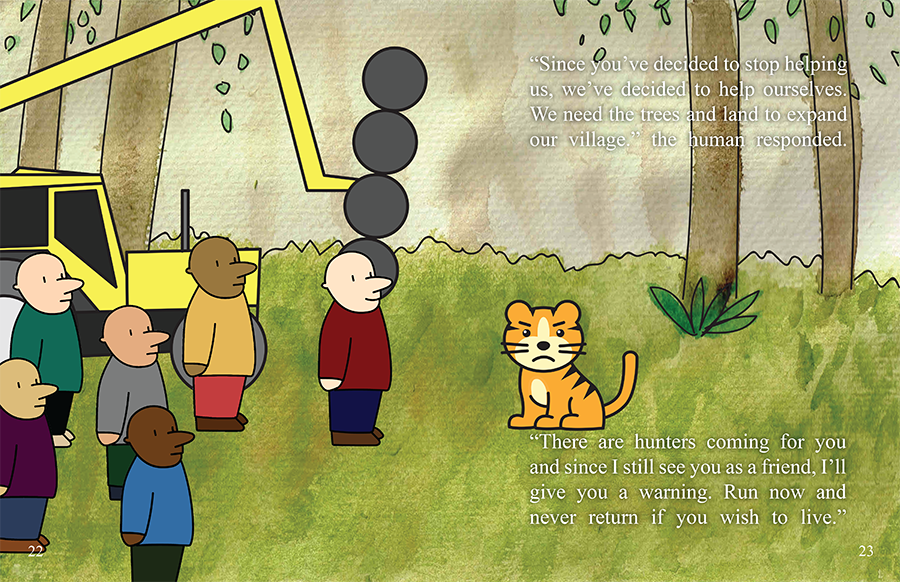 “Since you’ve decided to stop helping
us, we’ve decided to help ourselves.
We need the trees and land to expand
our village.” the human responded.
“There are hunters coming for you
and since I still see you as a friend, I’ll
give you a warning. Run now and
never return if you wish to live.”
22
23